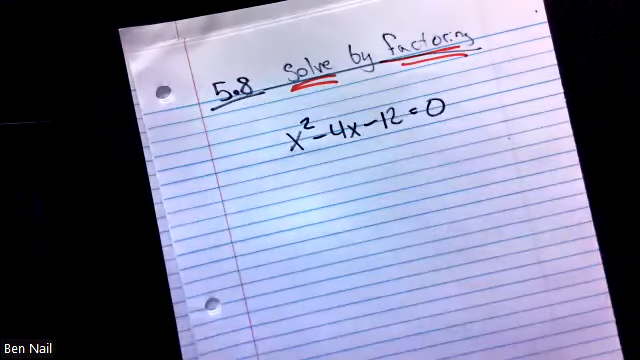 5.8 Solve by factoring
x² - 4x - 12 = 0
Ben Nail